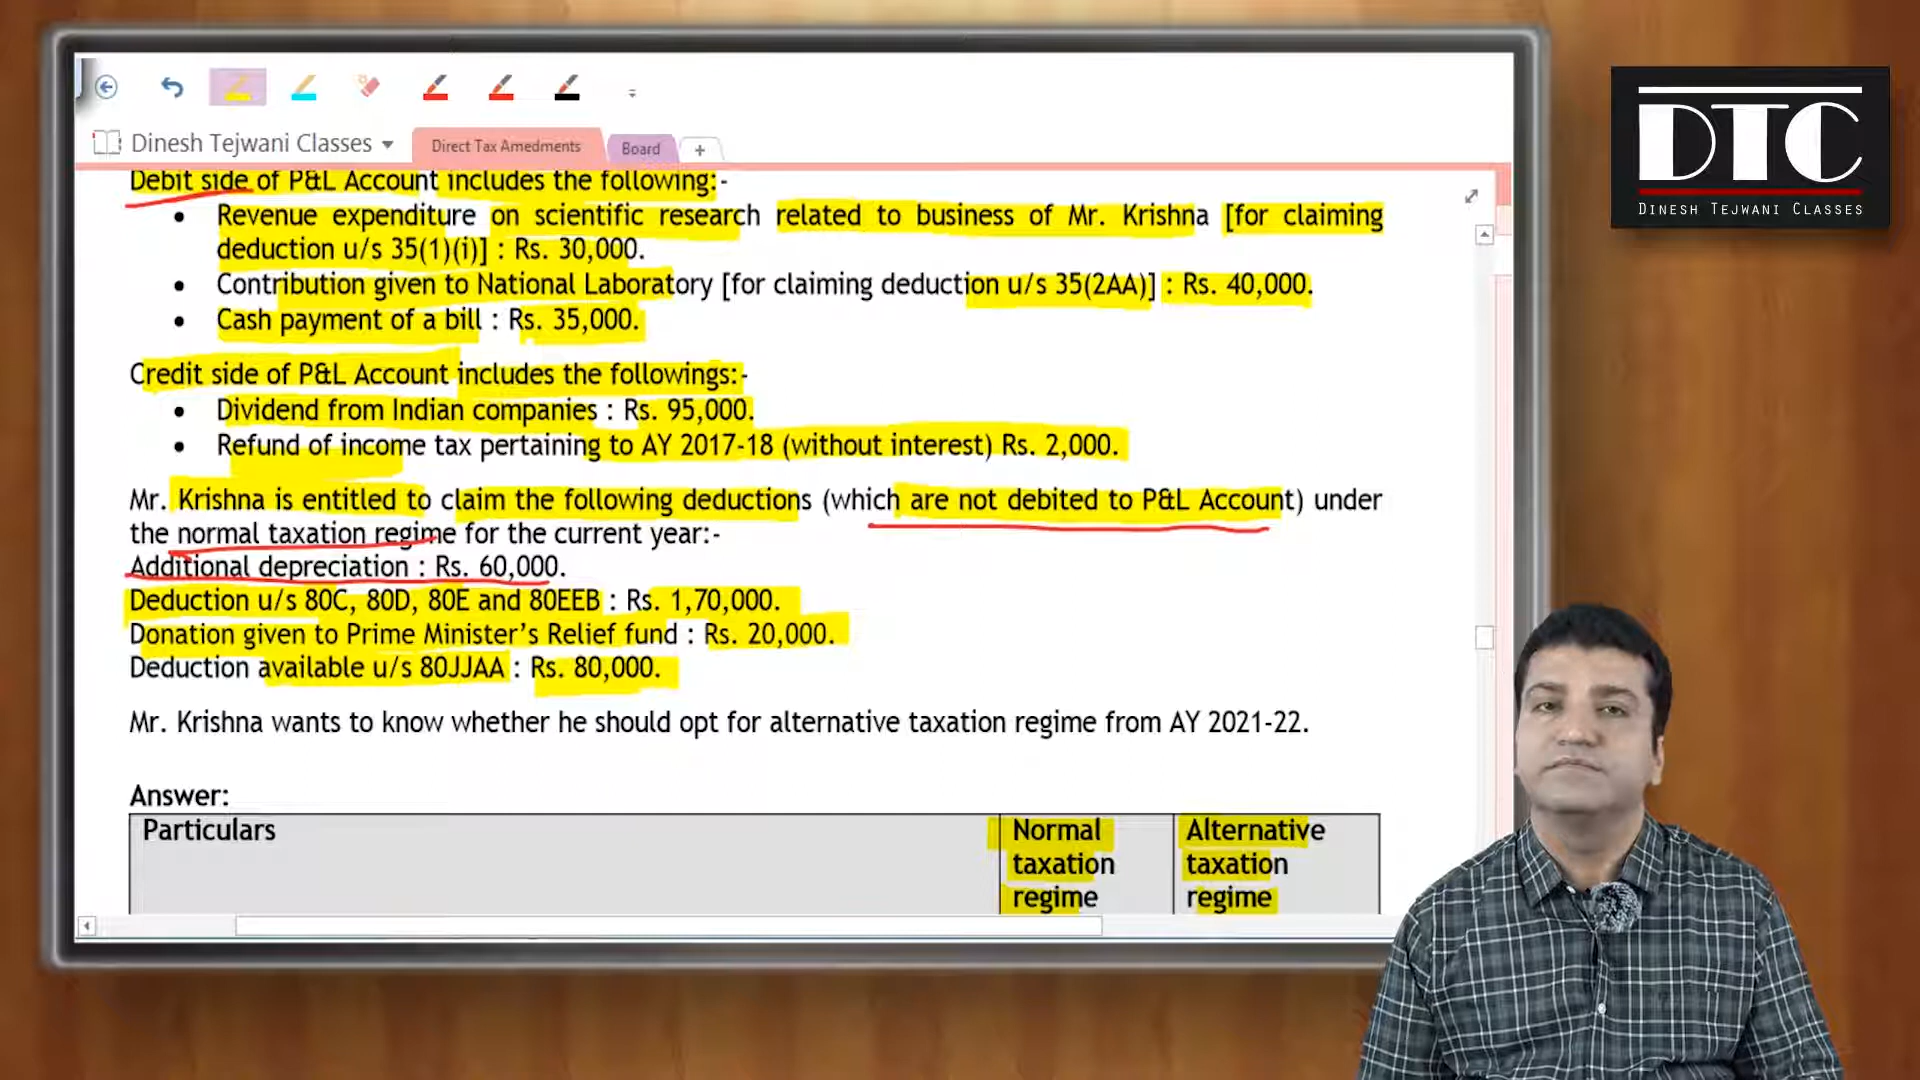 Dinesh Tejwani Classes
Direct Tax Amedments
Board
+
DTC
DINESH TEJWANI CLASSES
Debit side of P&L Account includes the following:-
• Revenue expenditure on scientific research related to business of Mr. Krishna [for claiming
deduction u/s 35(1)(i)] : Rs. 30,000.
• Contribution given to National Laboratory [for claiming deduction u/s 35(2AA)] : Rs. 40,000.
• Cash payment of a bill : Rs. 35,000.
Credit side of P&L Account includes the followings:-
• Dividend from Indian companies : Rs. 95,000.
• Refund of income tax pertaining to AY 2017-18 (without interest) Rs. 2,000.
Mr. Krishna is entitled to claim the following deductions (which are not debited to P&L Account) under
the normal taxation regime for the current year:-
Additional depreciation : Rs. 60,000.
Deduction u/s 80C, 80D, 80E and 80EEB : Rs. 1,70,000.
Donation given to Prime Minister's Relief fund : Rs. 20,000.
Deduction available u/s 80JJAA : Rs. 80,000.
Mr. Krishna wants to know whether he should opt for alternative taxation regime from AY 2021-22.
Answer:
Particulars
Normal
taxation
regime
Alternative
taxation
regime